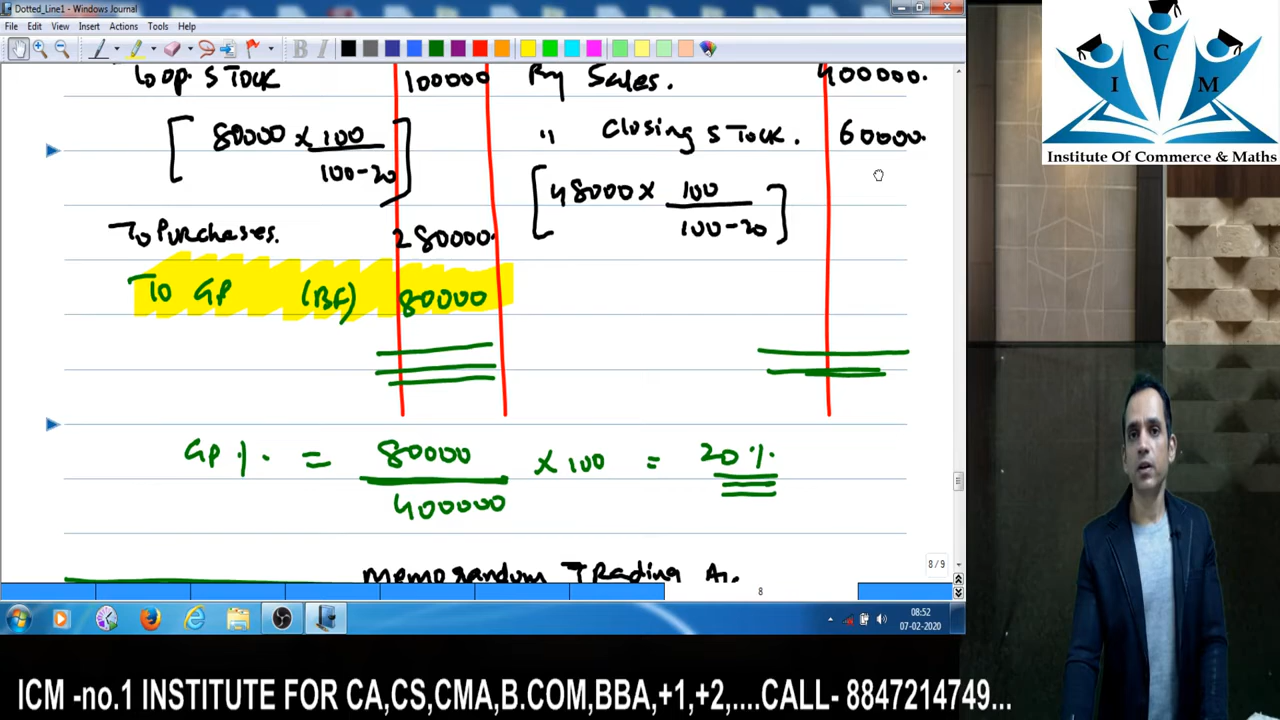 Dotted_Line1 - Windows Journal
File Edit View Insert Actions Tools Help
To op. Stock 100000 By Sales. 400000.
[80000 x 100 / 100-20] " Closing Stock. 60000.
[48000 x 100 / 100-20]
To Purchases. 280000.
To GP (BF) 80000
GP % = 80000 / 400000 x 100 = 20%
Memorandum Trading A/c
8/9
8
08:52
07-02-2020
I C M
Institute Of Commerce & Maths
ICM -no.1 INSTITUTE FOR CA,CS,CMA,B.COM,BBA,+1,+2,....CALL- 8847214749...